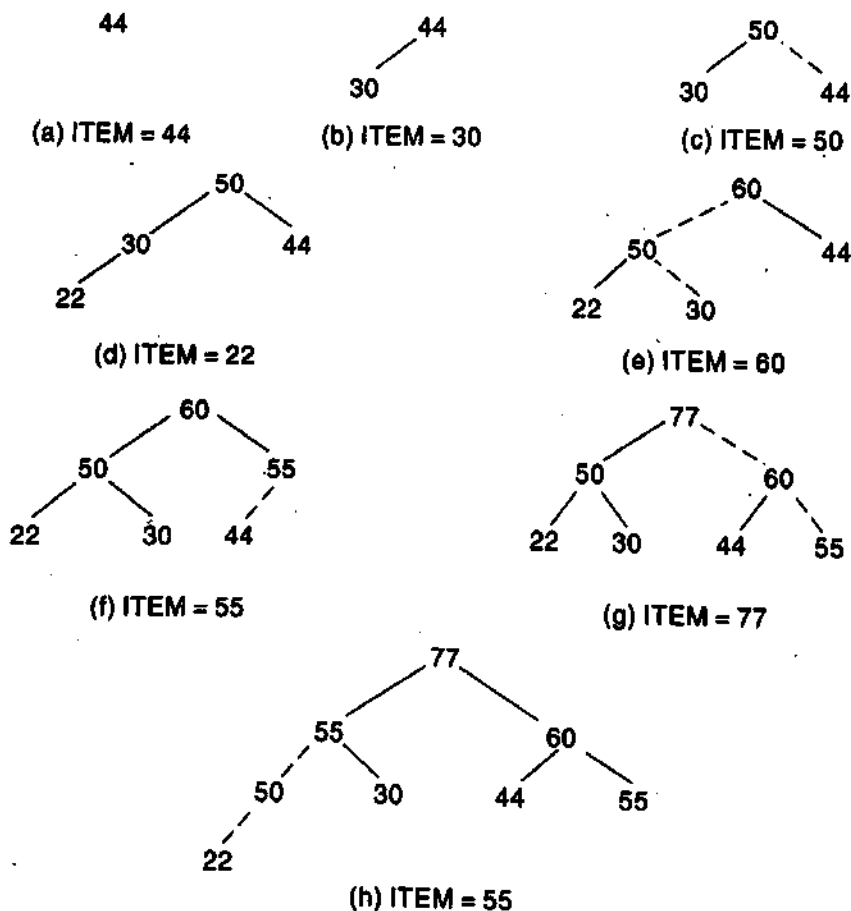 44 44 50
30 30 44
(a) ITEM = 44 (b) ITEM = 30 (c) ITEM = 50
50 60
30 44 50 44
22 22 30
(d) ITEM = 22 (e) ITEM = 60
60 77
50 55 50 60
22 30 44 22 30 44 55
(f) ITEM = 55 (g) ITEM = 77
77
55 60
50 30 44 55
22
(h) ITEM = 55